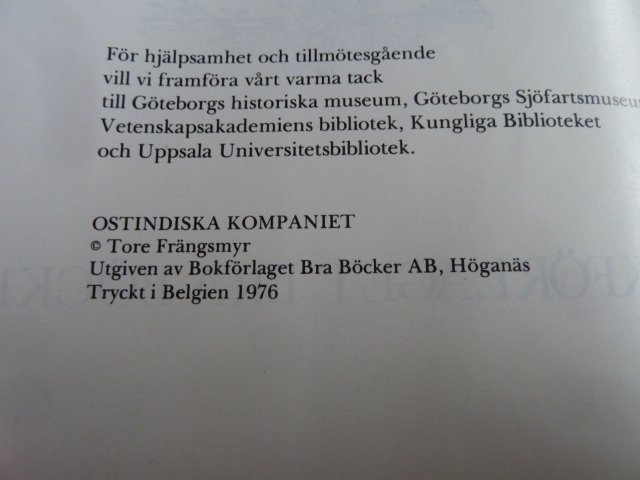 För hjälpsamhet och tillmötesgående
vill vi framföra vårt varma tack
till Göteborgs historiska museum, Göteborgs Sjöfartsmuseum
Vetenskapsakademiens bibliotek, Kungliga Biblioteket
och Uppsala Universitetsbibliotek.
OSTINDISKA KOMPANIET
© Tore Frängsmyr
Utgiven av Bokförlaget Bra Böcker AB, Höganäs
Tryckt i Belgien 1976